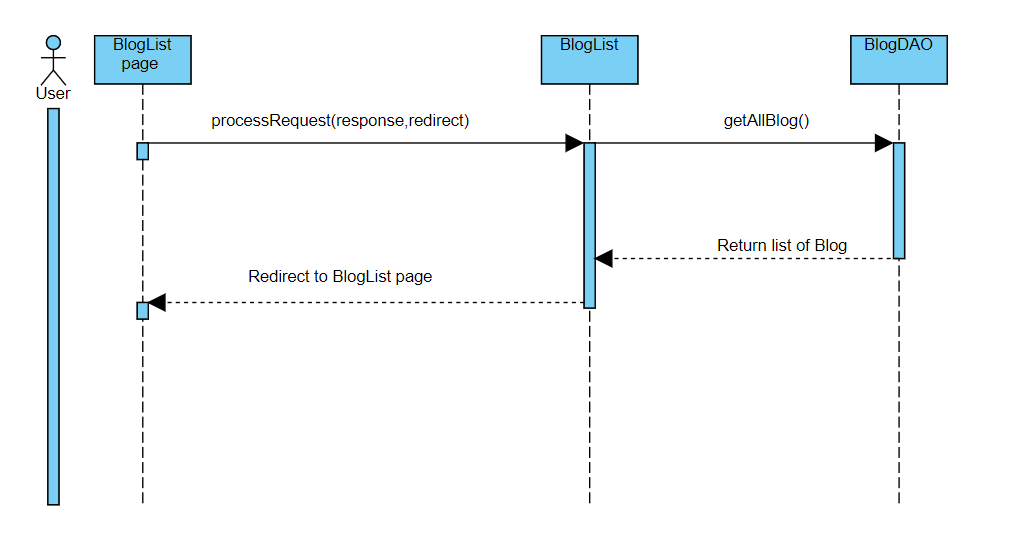 BlogList
page
BlogList
BlogDAO
User
processRequest(response,redirect)
getAllBlog()
Return list of Blog
Redirect to BlogList page